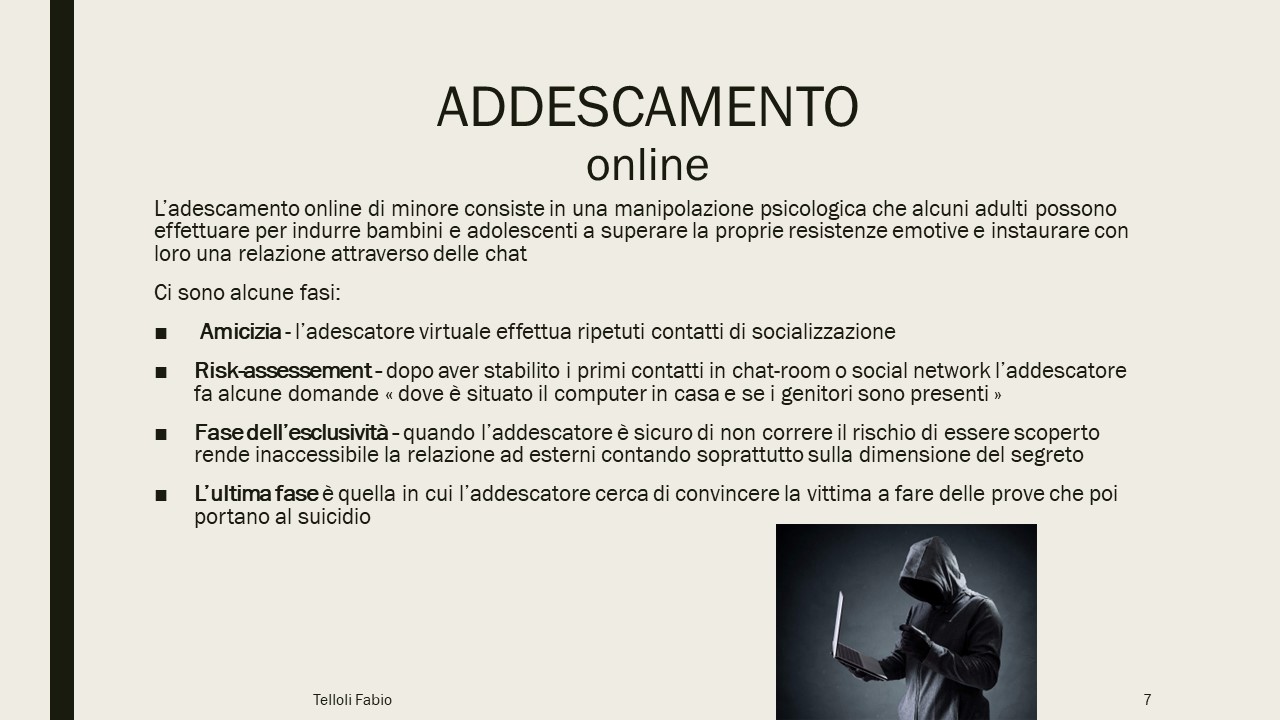 ADDESCAMENTO
online
L’adescamento online di minore consiste in una manipolazione psicologica che alcuni adulti possono
effettuare per indurre bambini e adolescenti a superare la proprie resistenze emotive e instaurare con
loro una relazione attraverso delle chat
Ci sono alcune fasi:
■ Amicizia - l’adescatore virtuale effettua ripetuti contatti di socializzazione
■ Risk-assessement - dopo aver stabilito i primi contatti in chat-room o social network l’addescatore
fa alcune domande « dove è situato il computer in casa e se i genitori sono presenti »
■ Fase dell’esclusività - quando l’addescatore è sicuro di non correre il rischio di essere scoperto
rende inaccessibile la relazione ad esterni contando soprattutto sulla dimensione del segreto
■ L’ultima fase è quella in cui l’addescatore cerca di convincere la vittima a fare delle prove che poi
portano al suicidio
Telloli Fabio
7